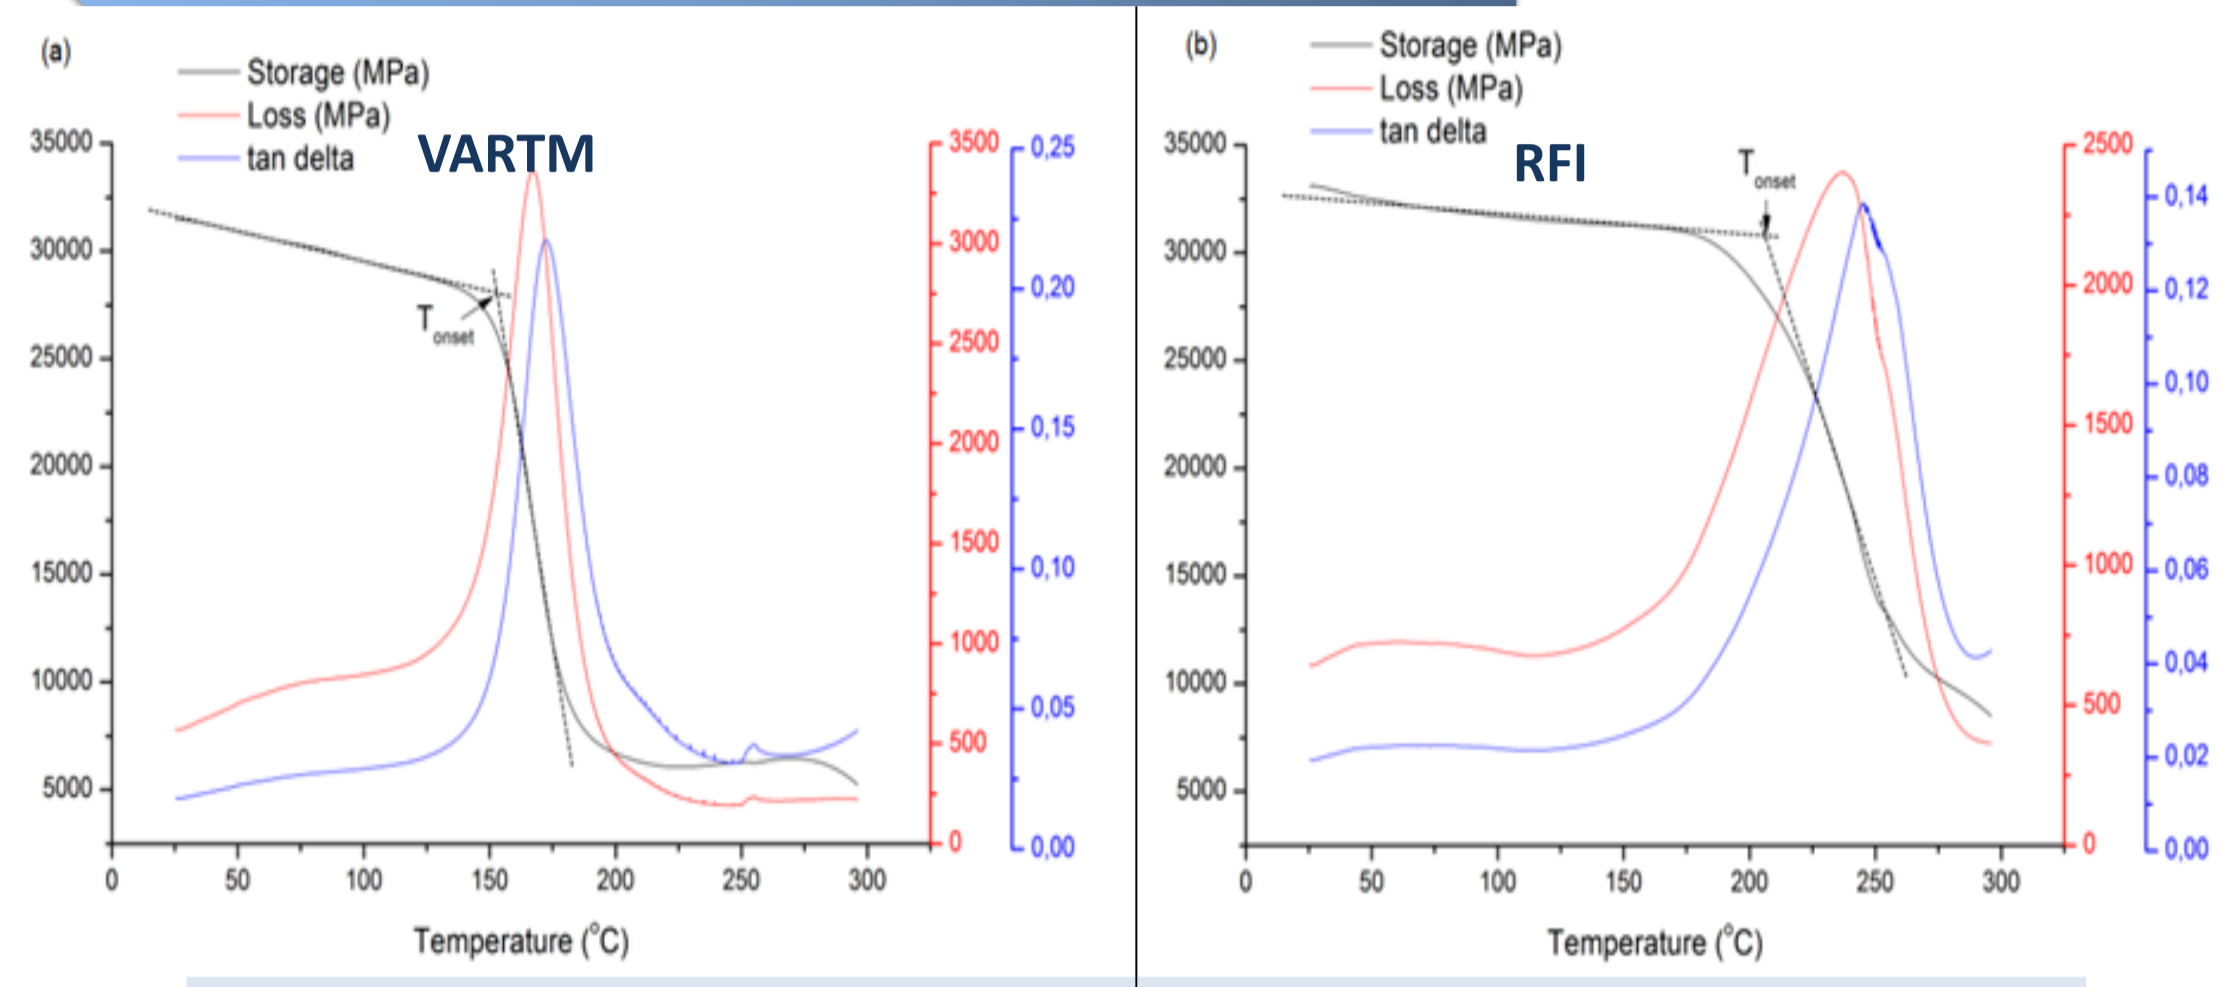 (a)
Storage (MPa)
Loss (MPa)
tan delta
VARTM
35000
30000
25000
20000
15000
10000
5000
T onset
3500
3000
2500
2000
1500
1000
500
0
0,25
0,20
0,15
0,10
0,05
0,00
0 50 100 150 200 250 300
Temperature (°C)
(b)
Storage (MPa)
Loss (MPa)
tan delta
RFI
35000
30000
25000
20000
15000
10000
5000
T onset
2500
2000
1500
1000
500
0
0,14
0,12
0,10
0,08
0,06
0,04
0,02
0,00
0 50 100 150 200 250 300
Temperature (°C)